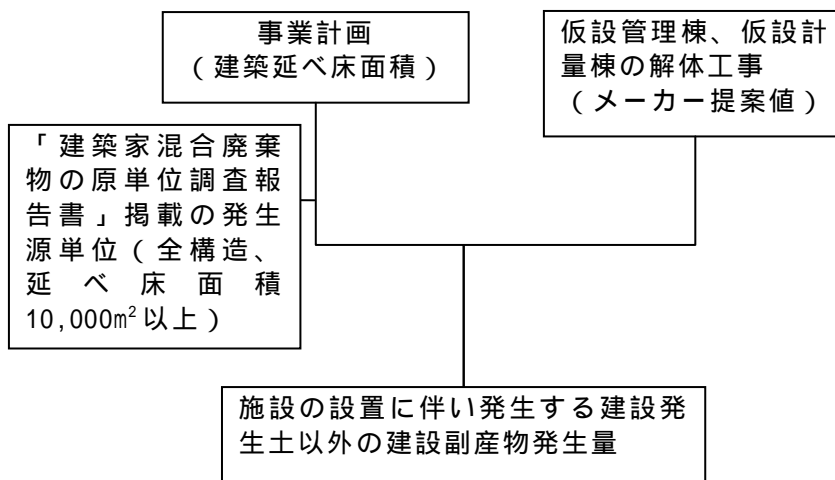 事業計画
（建築延べ床面積）
仮設管理棟、仮設計
量棟の解体工事
（メーカー提案値）
「建築家混合廃棄
物の原単位調査報
告書」掲載の発生
源単位（全構造、
延べ床面積
10,000m²以上）
施設の設置に伴い発生する建設発
生土以外の建設副産物発生量